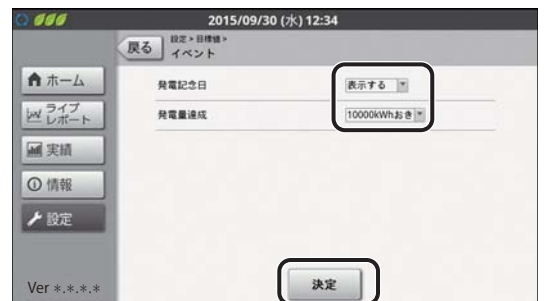 2015/09/30 (水) 12:34
戻る
設定 > 目標値 >
イベント
ホーム
ライブ
レポート
実績
情報
設定
Ver *.*.*.*
発電記念日
表示する
発電量達成
10000kWhおき
決定